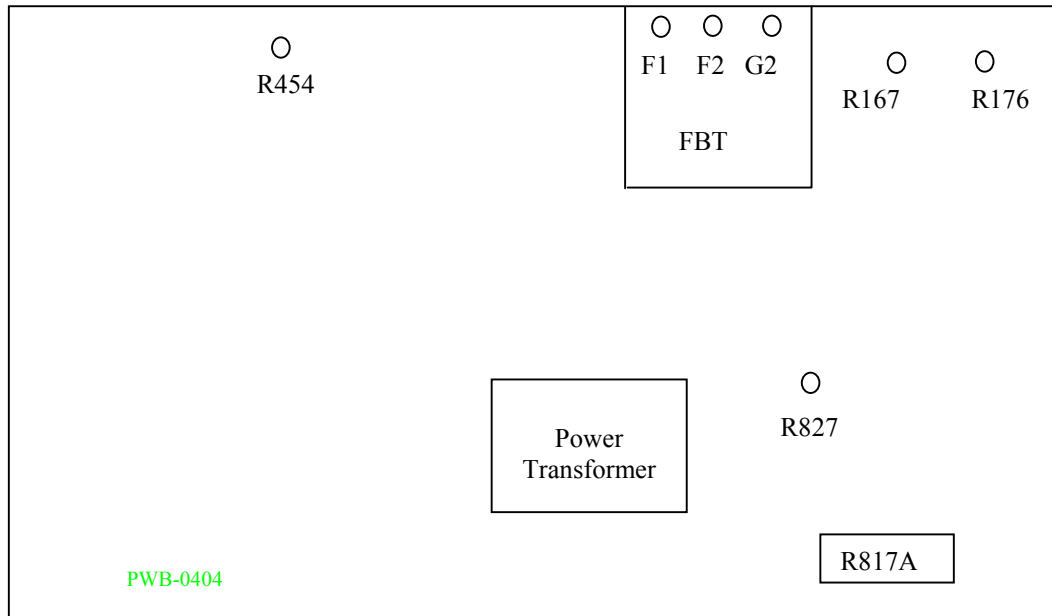 F1 F2 G2
R454
R167 R176
FBT
R827
Power
Transformer
R817A
PWB-0404